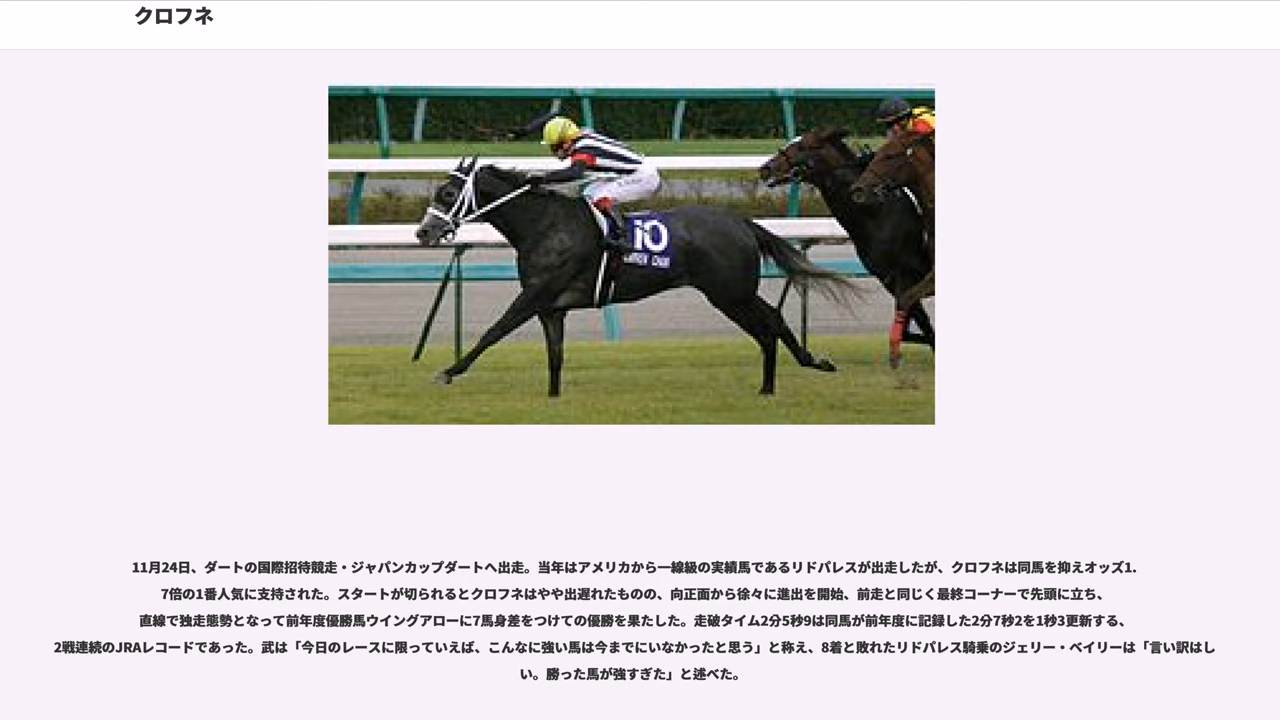 クロフネ
10
11月24日、ダートの国際招待競走・ジャパンカップダートへ出走。当年はアメリカから一線級の実績馬であるリドパレスが出走したが、クロフネは同馬を抑えオッズ1.
7倍の1番人気に支持された。スタートが切られるとクロフネはやや出遅れたものの、向正面から徐々に進出を開始、前走と同じく最終コーナーで先頭に立ち、
直線で独走態勢となって前年度優勝馬ウイングアローに7馬身差をつけての優勝を果たした。走破タイム2分5秒9は同馬が前年度に記録した2分7秒2を1秒3更新する、
2戦連続のJRAレコードであった。武は「今日のレースに限っていえば、こんなに強い馬は今までにいなかったと思う」と称え、8着と敗れたリドパレス騎乗のジェリー・ベイリーは「言い訳はし
い。勝った馬が強すぎた」と述べた。